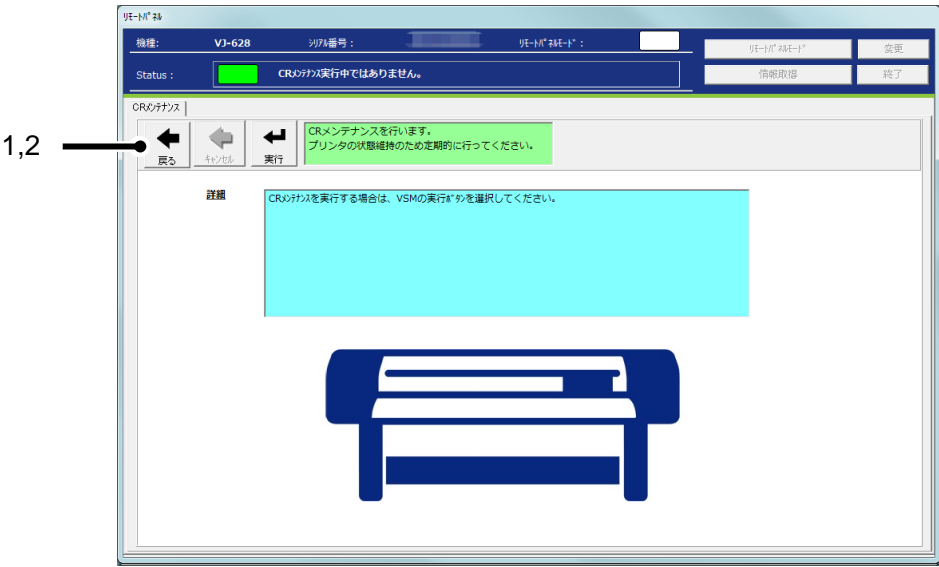 ﾘﾓｰﾄﾊﾟﾈﾙ
機種: VJ-628 ｼﾘｱﾙ番号： ﾘﾓｰﾄﾊﾟﾈﾙﾓｰﾄﾞ： ﾘﾓｰﾄﾊﾟﾈﾙﾓｰﾄﾞ 変更
Status： CRﾒﾝﾃﾅﾝｽ実行中ではありません。 情報取得 終了
CRﾒﾝﾃﾅﾝｽ
1,2
戻る ｷｬﾝｾﾙ 実行
CRメンテナンスを行います。
プリンタの状態維持のため定期的に行ってください。
詳細
CRﾒﾝﾃﾅﾝｽを実行する場合は、VSMの実行ﾎﾞﾀﾝを選択してください。